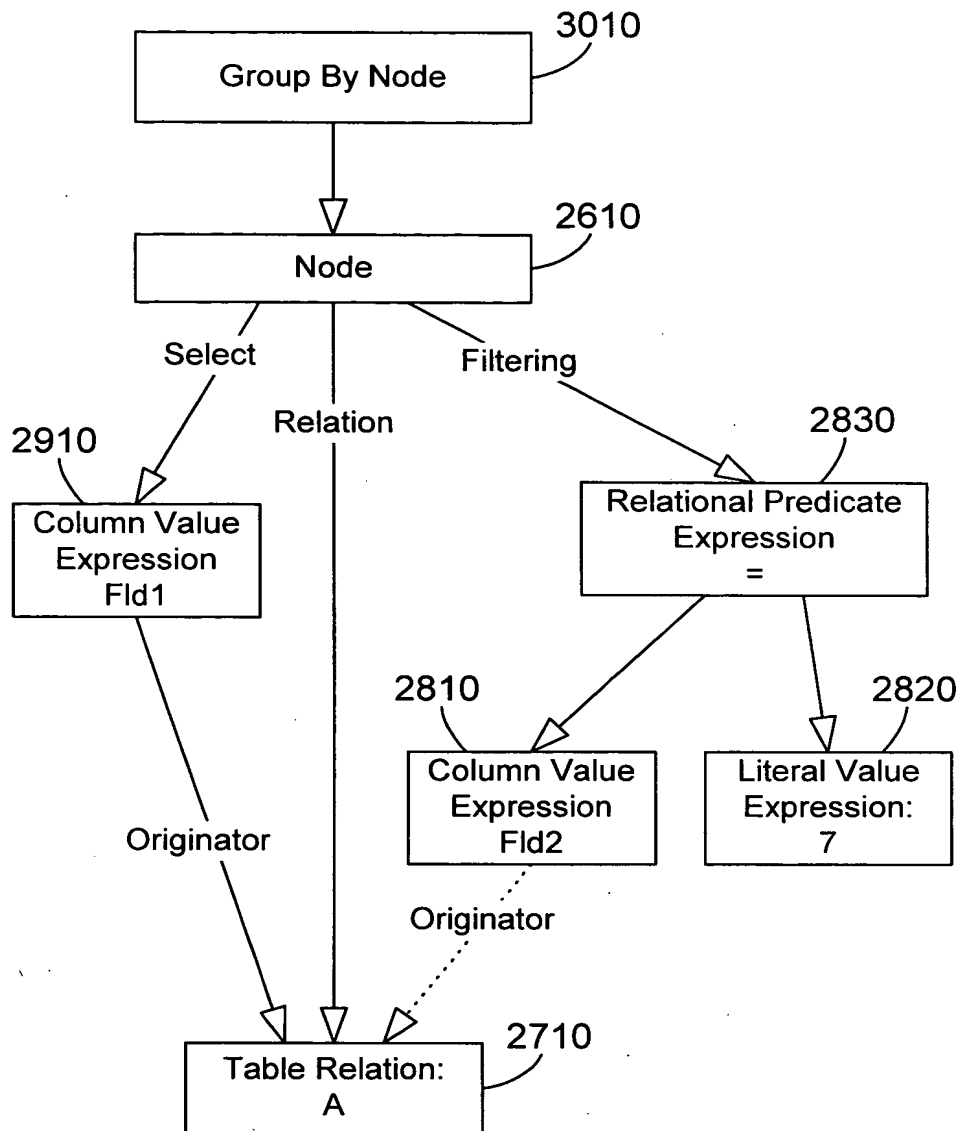 3010
Group By Node
2610
Node
Select
Filtering
Relation
2910
2830
Column Value
Expression
Fld1
Relational Predicate
Expression
=
2810
2820
Column Value
Expression
Fld2
Literal Value
Expression:
7
Originator
Originator
2710
Table Relation:
A